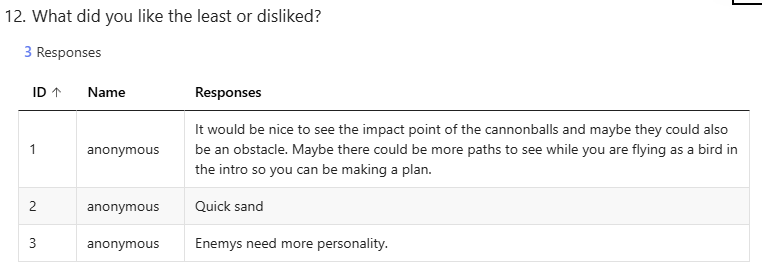 12. What did you like the least or disliked?
3 Responses
ID ↑ Name Responses
1 anonymous It would be nice to see the impact point of the cannonballs and maybe they could also
be an obstacle. Maybe there could be more paths to see while you are flying as a bird in
the intro so you can be making a plan.
2 anonymous Quick sand
3 anonymous Enemys need more personality.